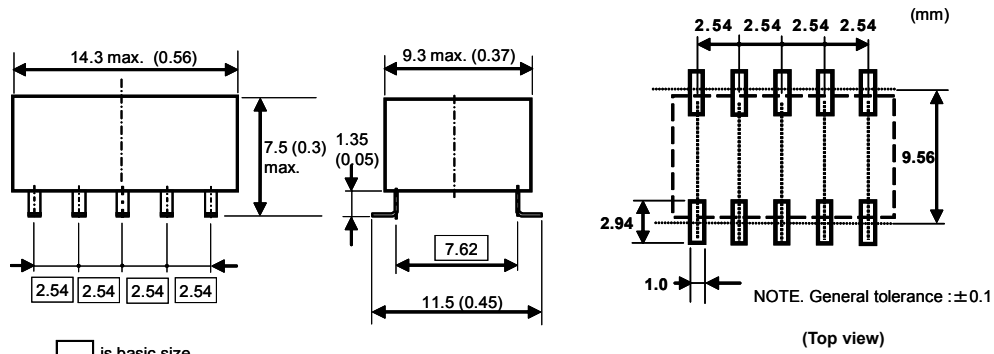 14.3 max. (0.56)
7.5 (0.3)
max.
2.54 2.54 2.54 2.54
is basic size
9.3 max. (0.37)
1.35
(0.05)
7.62
11.5 (0.45)
(mm)
2.54 2.54 2.54 2.54
9.56
2.94
1.0
NOTE. General tolerance :±0.1
(Top view)